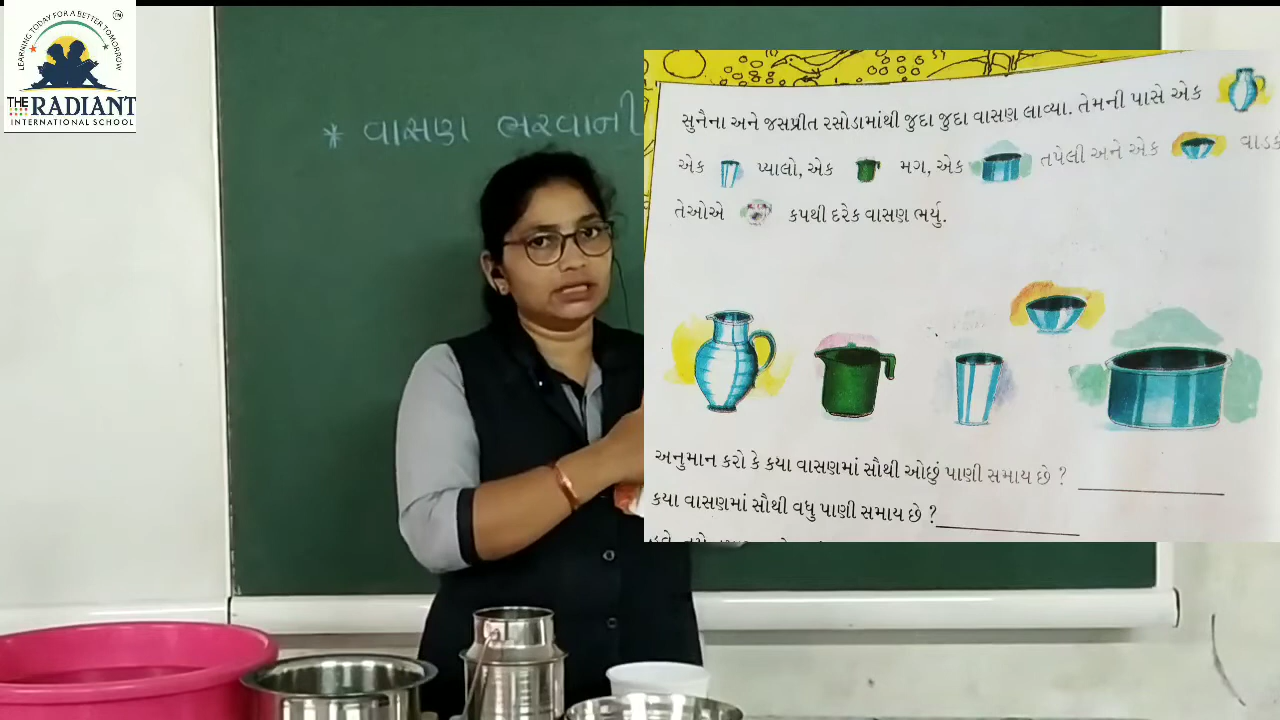 LEARNING TODAY FOR A BETTER TOMORROW
THE RADIANT
INTERNATIONAL SCHOOL
* વાસણ ભરવાની
સુનૈના અને જસપ્રીત રસોડામાંથી જુદા જુદા વાસણ લાવ્યા. તેમની પાસે એક
એક પ્યાલો, એક મગ, એક તપેલી અને એક
તેઓએ કપથી દરેક વાસણ ભર્યુ.
અનુમાન કરો કે કયા વાસણમાં સૌથી ઓછું પાણી સમાય છે ?
કયા વાસણમાં સૌથી વધુ પાણી સમાય છે ?